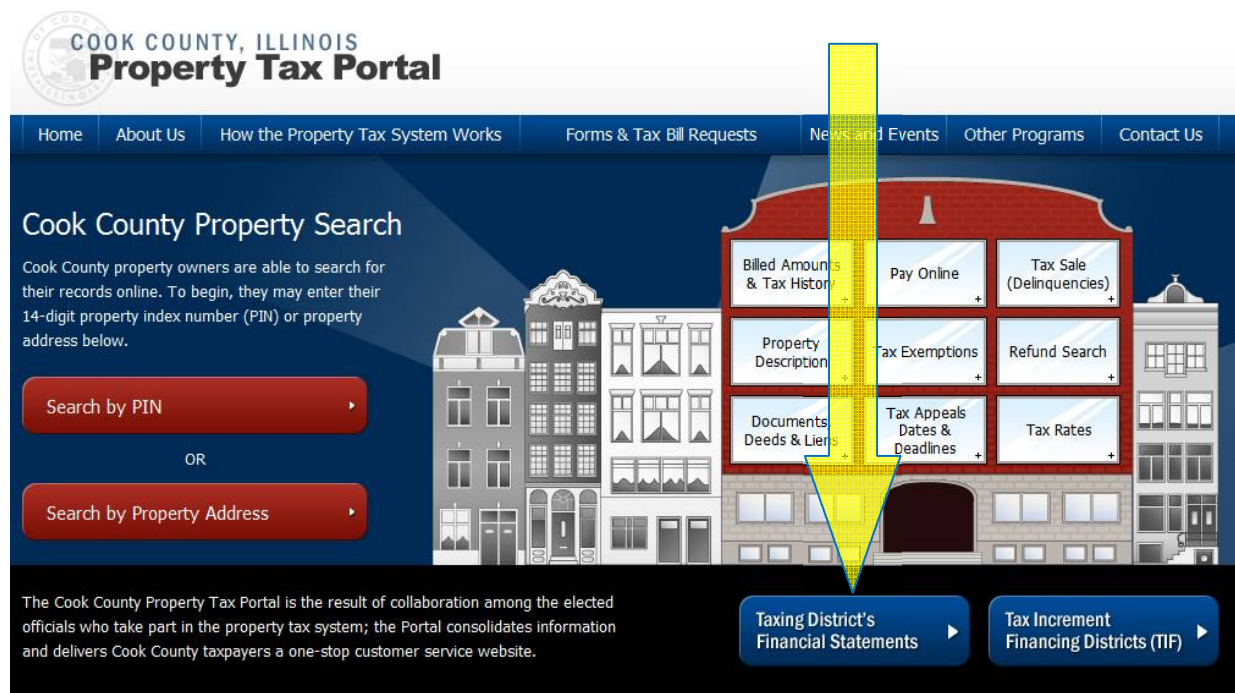 COOK COUNTY, ILLINOIS
Property Tax Portal
Home About Us How the Property Tax System Works Forms & Tax Bill Requests News and Events Other Programs Contact Us
Cook County Property Search
Cook County property owners are able to search for
their records online. To begin, they may enter their
14-digit property index number (PIN) or property
address below.
Search by PIN
OR
Search by Property Address
Billed Amounts
& Tax History
+
Pay Online
+
Tax Sale
(Delinquencies)
+
Property
Description
+
Tax Exemptions
+
Refund Search
+
Documents,
Deeds & Liens
+
Tax Appeals
Dates &
Deadlines
+
Tax Rates
+
The Cook County Property Tax Portal is the result of collaboration among the elected
officials who take part in the property tax system; the Portal consolidates information
and delivers Cook County taxpayers a one-stop customer service website.
Taxing District's
Financial Statements
Tax Increment
Financing Districts (TIF)